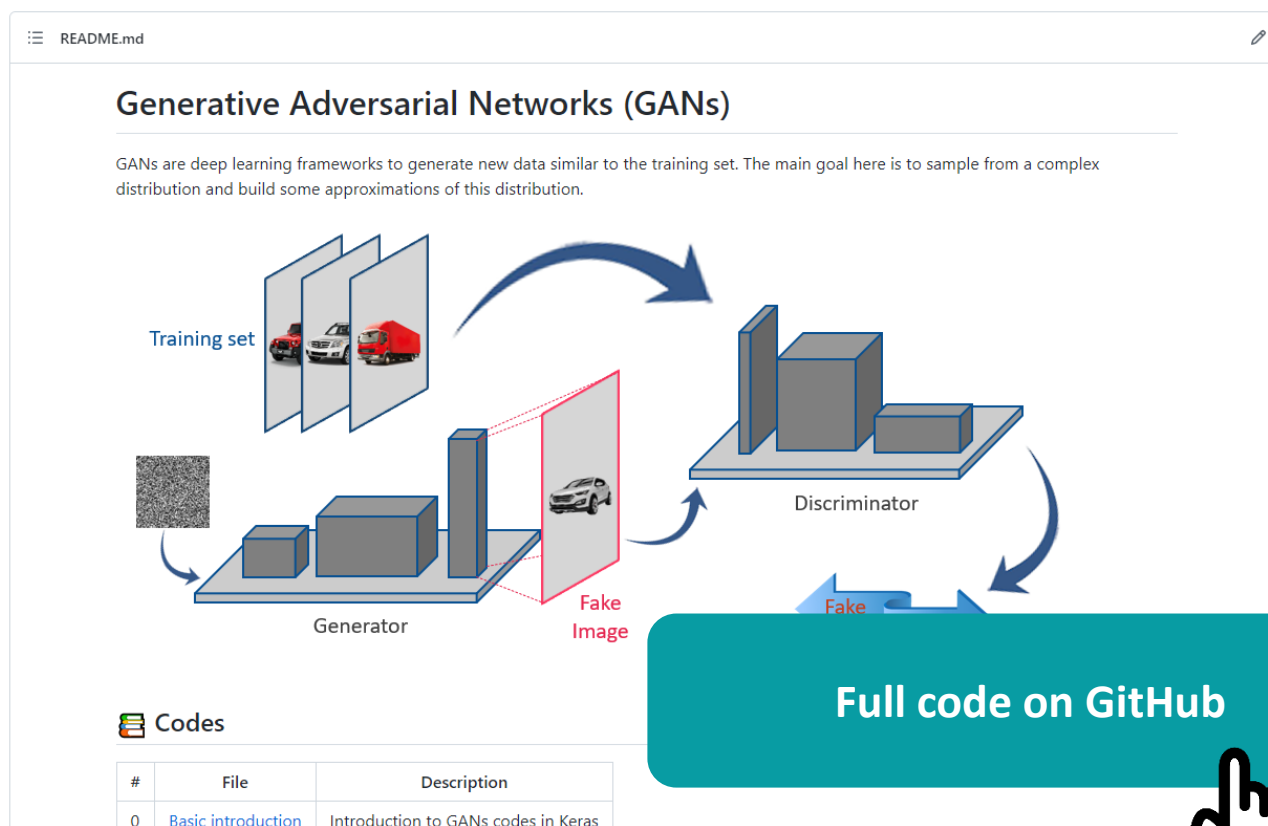 README.md
Generative Adversarial Networks (GANs)
GANs are deep learning frameworks to generate new data similar to the training set. The main goal here is to sample from a complex
distribution and build some approximations of this distribution.
Training set
Discriminator
Generator
Fake
Image
Fake
Full code on GitHub
Codes
# File Description
0 Basic introduction Introduction to GANs codes in Keras